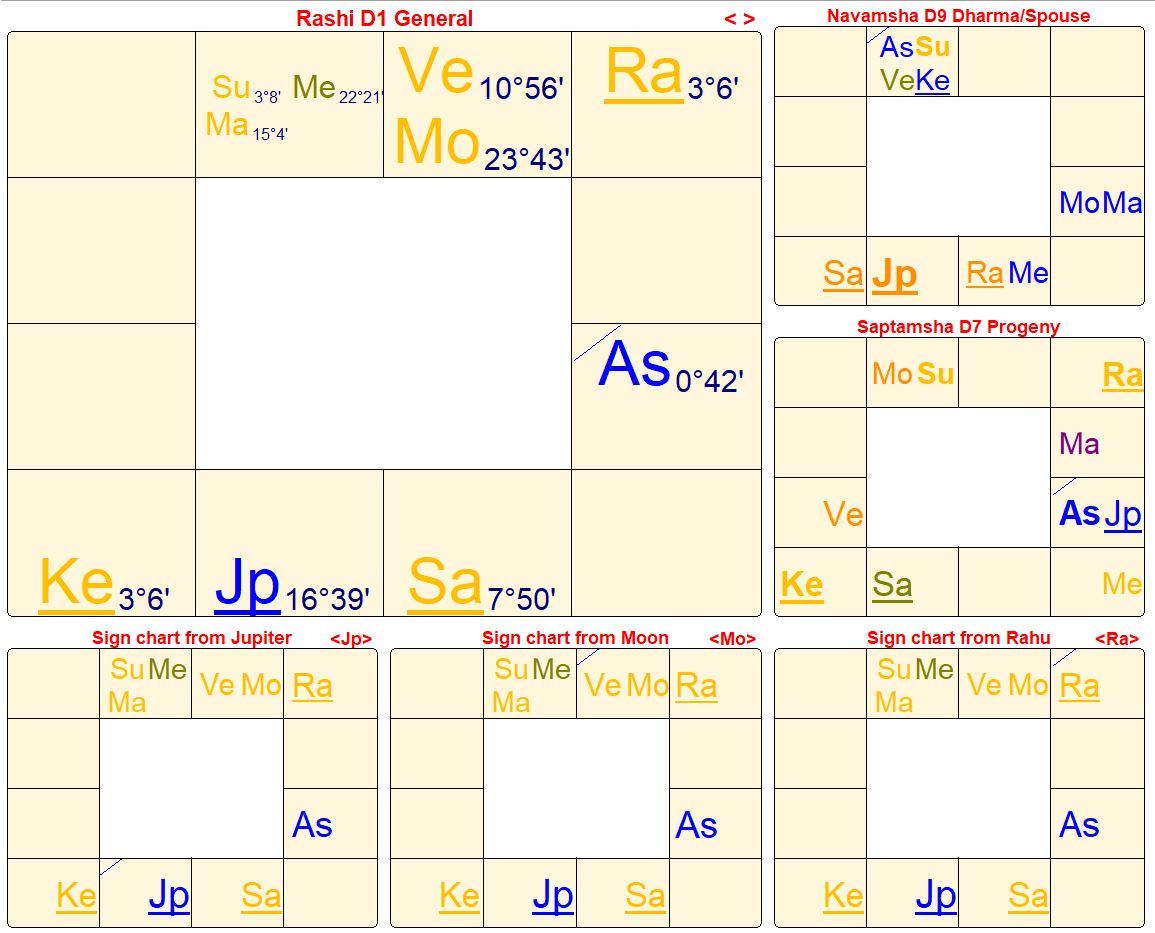 Rashi D1 General < >
Su 3°8' Me 22°21'
Ma 15°4'
Ve 10°56'
Mo 23°43'
Ra 3°6'
As 0°42'
Ke 3°6'
Jp 16°39'
Sa 7°50'
Navamsha D9 Dharma/Spouse
As Su
Ve Ke
Mo Ma
Sa
Jp
Ra Me
Saptamsha D7 Progeny
Mo Su
Ra
Ma
Ve
As Jp
Ke
Sa
Me
Sign chart from Jupiter <Jp>
Su Me
Ma
Ve Mo
Ra
As
Ke
Jp
Sa
Sign chart from Moon <Mo>
Su Me
Ma
Ve Mo
Ra
As
Ke
Jp
Sa
Sign chart from Rahu <Ra>
Su Me
Ma
Ve Mo
Ra
As
Ke
Jp
Sa